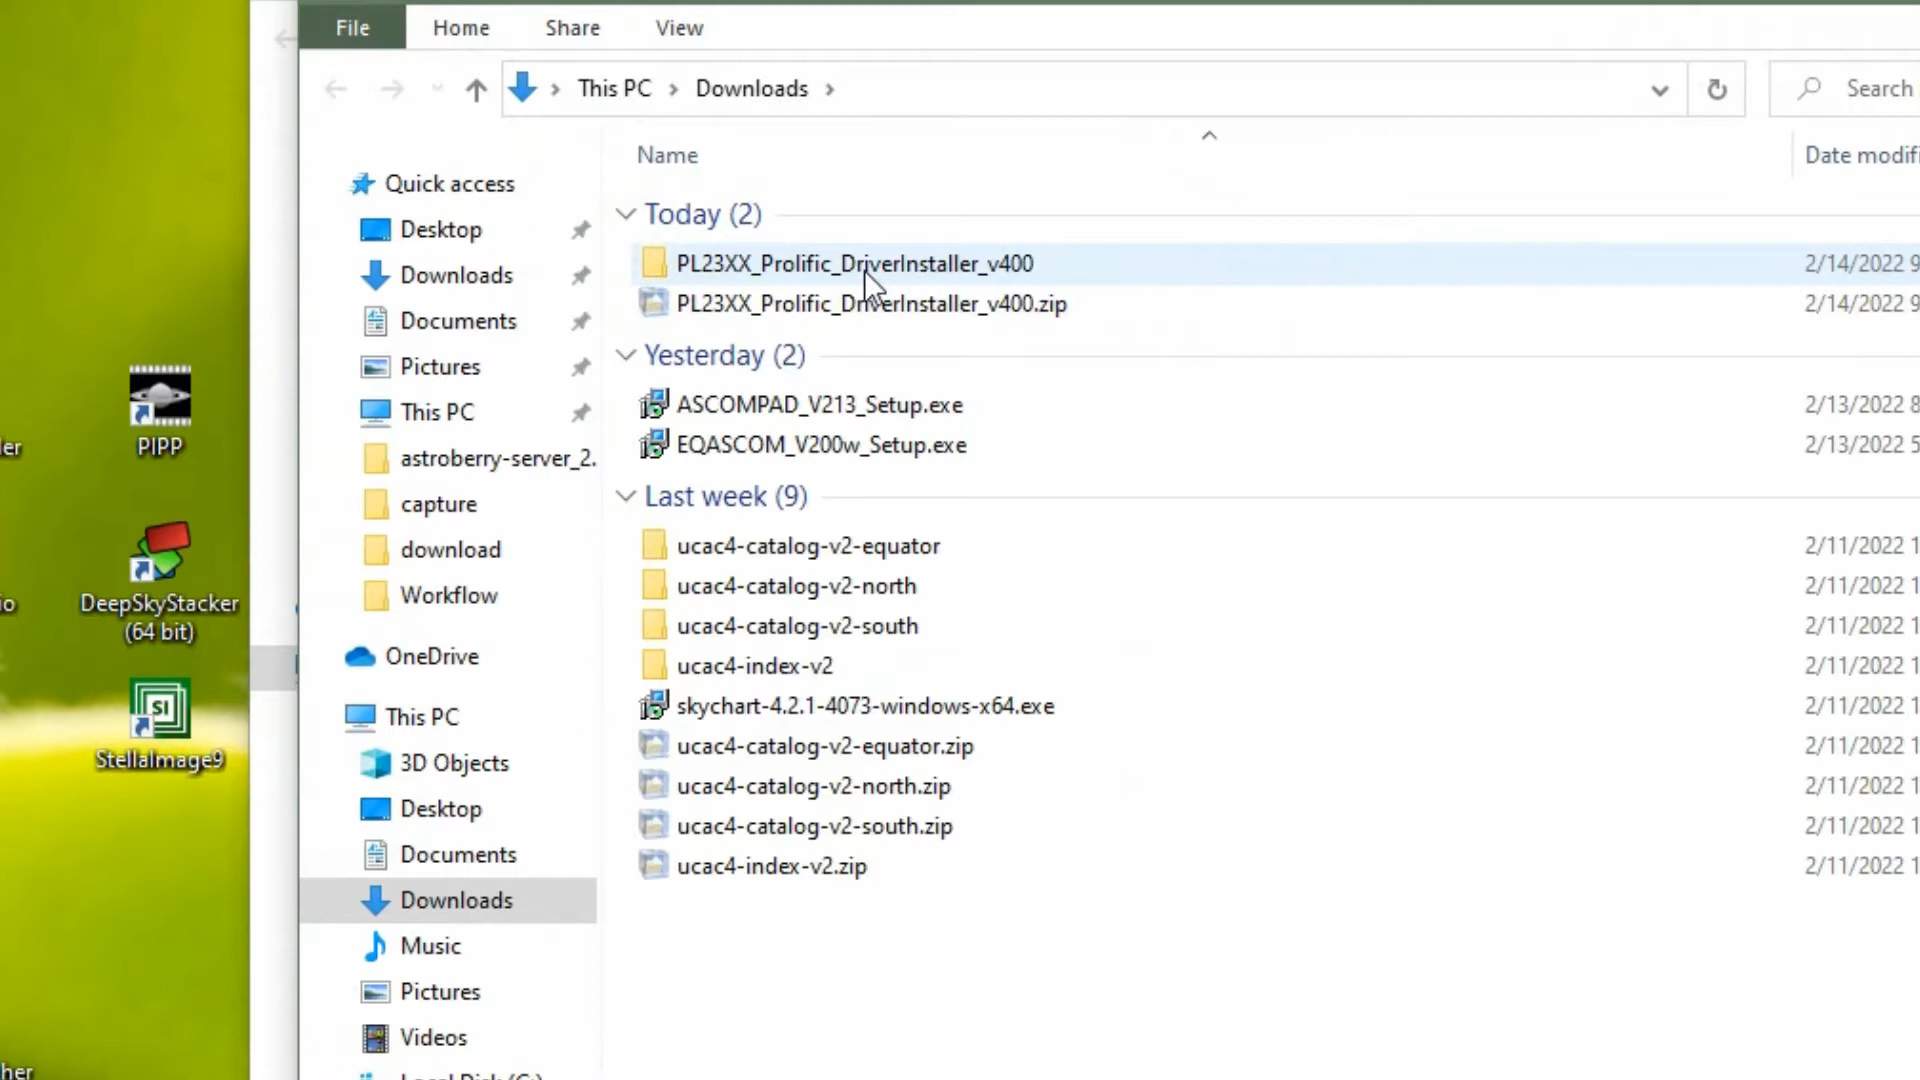 File Home Share View
This PC Downloads
Search
Name Date modifi
Quick access
Desktop
Downloads
Documents
Pictures
This PC
astroberry-server_2.
capture
download
Workflow
OneDrive
This PC
3D Objects
Desktop
Documents
Downloads
Music
Pictures
Videos
Local Disk (C:)
Today (2)
PL23XX_Prolific_DriverInstaller_v400 2/14/2022 9
PL23XX_Prolific_DriverInstaller_v400.zip 2/14/2022 9
Yesterday (2)
ASCOMPAD_V213_Setup.exe 2/13/2022 8
EQASCOM_V200w_Setup.exe 2/13/2022 5
Last week (9)
ucac4-catalog-v2-equator 2/11/2022 1
ucac4-catalog-v2-north 2/11/2022 1
ucac4-catalog-v2-south 2/11/2022 1
ucac4-index-v2 2/11/2022 1
skychart-4.2.1-4073-windows-x64.exe 2/11/2022 1
ucac4-catalog-v2-equator.zip 2/11/2022 1
ucac4-catalog-v2-north.zip 2/11/2022 1
ucac4-catalog-v2-south.zip 2/11/2022 1
ucac4-index-v2.zip 2/11/2022 1
ler
PIPP
io
DeepSkyStacker
(64 bit)
SI
StellaImage9
her